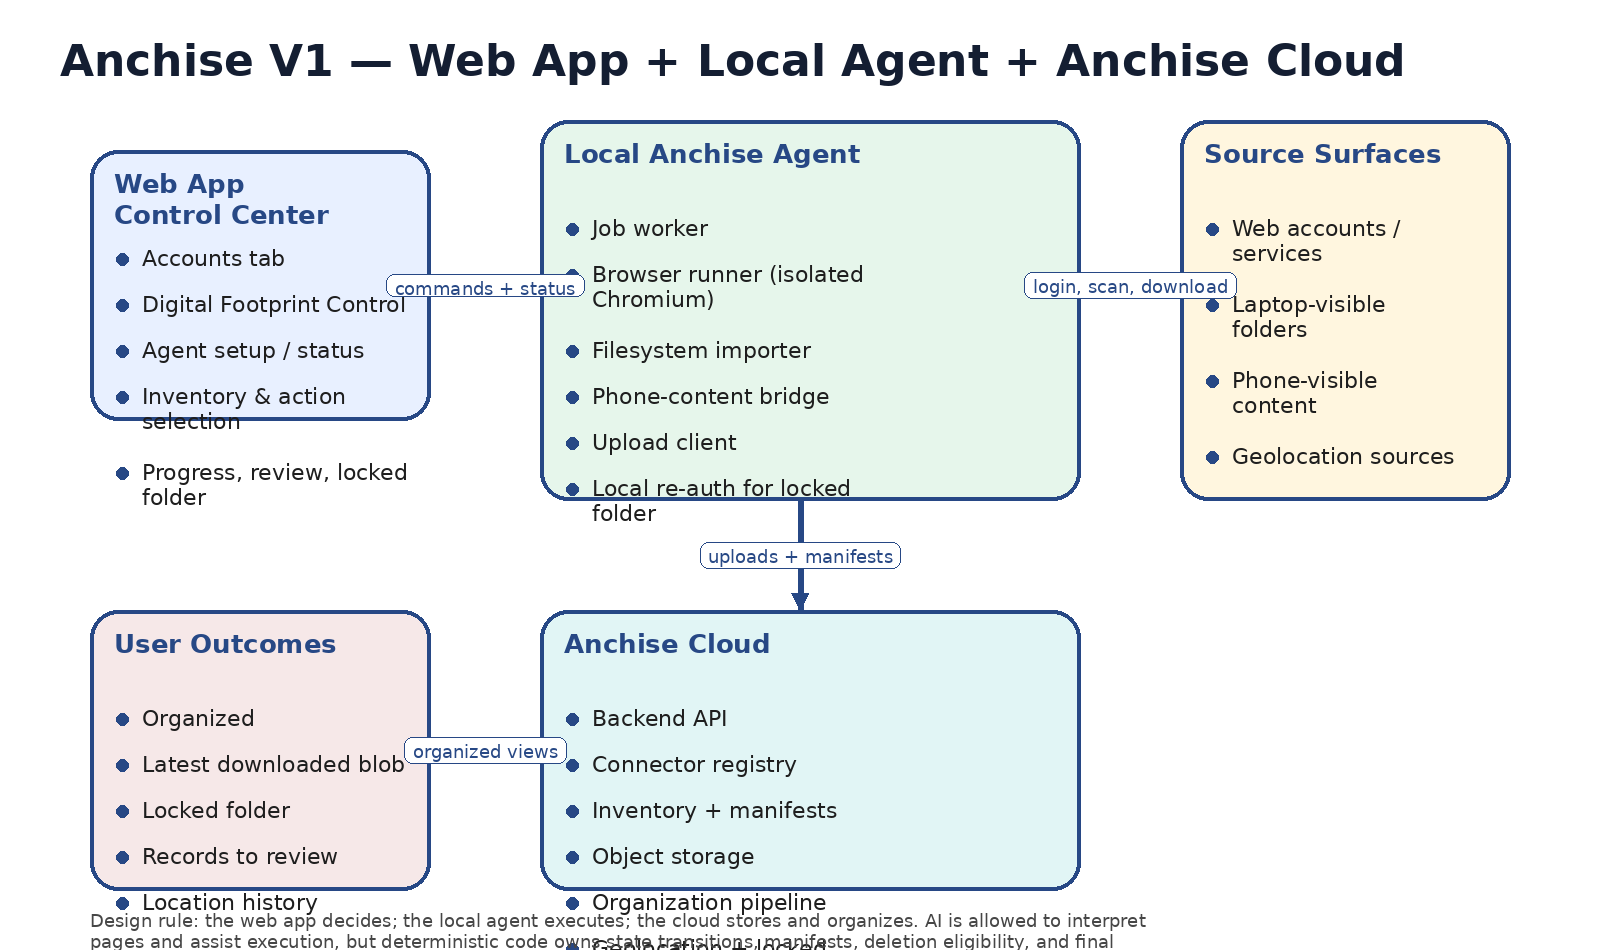 Anchise V1 — Web App + Local Agent + Anchise Cloud
Web App
Control Center
Accounts tab
Digital Footprint Control
Agent setup / status
Inventory & action
selection
Progress, review, locked
folder
commands + status
Local Anchise Agent
Job worker
Browser runner (isolated
Chromium)
Filesystem importer
Phone-content bridge
Upload client
Local re-auth for locked
folder
login, scan, download
Source Surfaces
Web accounts /
services
Laptop-visible
folders
Phone-visible
content
Geolocation sources
uploads + manifests
User Outcomes
Organized
Latest downloaded blob
Locked folder
Records to review
Location history
organized views
Anchise Cloud
Backend API
Connector registry
Inventory + manifests
Object storage
Organization pipeline
Geolocation + locked
Design rule: the web app decides; the local agent executes; the cloud stores and organizes. AI is allowed to interpret
pages and assist execution, but deterministic code owns state transitions, manifests, deletion eligibility, and final